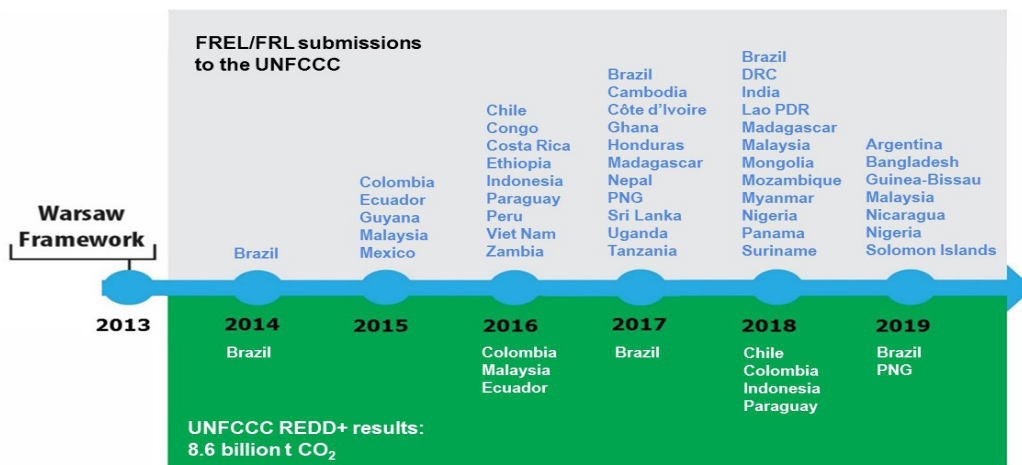 FREL/FRL submissions
to the UNFCCC
Warsaw
Framework
Brazil
Colombia
Ecuador
Guyana
Malaysia
Mexico
Chile
Congo
Costa Rica
Ethiopia
Indonesia
Paraguay
Peru
Viet Nam
Zambia
Brazil
Cambodia
Côte d’Ivoire
Ghana
Honduras
Madagascar
Nepal
PNG
Sri Lanka
Uganda
Tanzania
Brazil
DRC
India
Lao PDR
Madagascar
Malaysia
Mongolia
Mozambique
Myanmar
Nigeria
Panama
Suriname
Argentina
Bangladesh
Guinea-Bissau
Malaysia
Nicaragua
Nigeria
Solomon Islands
2013
2014
2015
2016
2017
2018
2019
Brazil
Colombia
Malaysia
Ecuador
Brazil
Chile
Colombia
Indonesia
Paraguay
Brazil
PNG
UNFCCC REDD+ results:
8.6 billion t CO₂